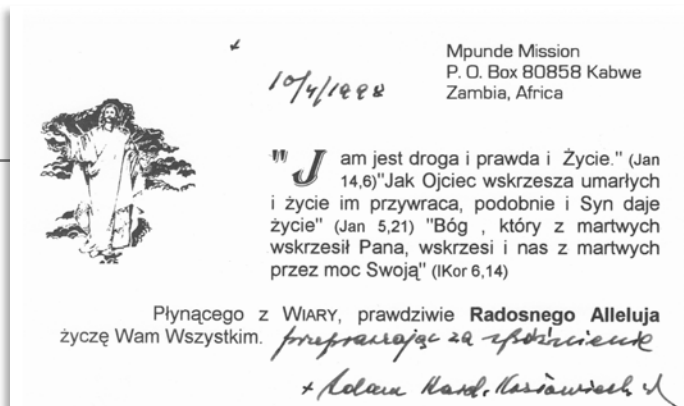 +
Mpunde Mission
10/4/1998
P. O. Box 80858 Kabwe
Zambia, Africa
"Jam jest droga i prawda i Życie." (Jan
14,6)"Jak Ojciec wskrzesza umarłych
i życie im przywraca, podobnie i Syn daje
życie" (Jan 5,21) "Bóg , który z martwych
wskrzesił Pana, wskrzesi i nas z martwych
przez moc Swoją" (IKor 6,14)
Płynącego z WIARY, prawdziwie Radosnego Alleluja
życzę Wam Wszystkim. przepraszając za spóźnienie
+ Adam Kard. Kozłowiecki SJ